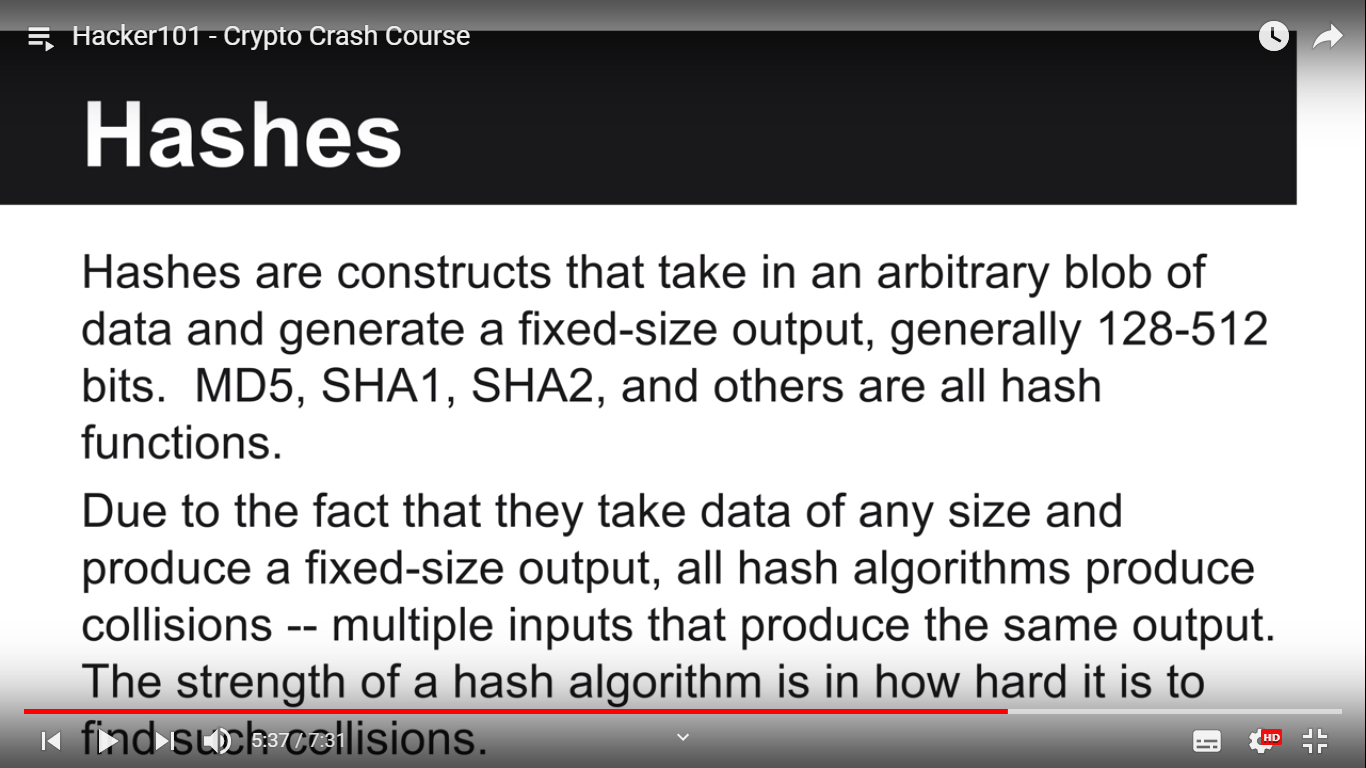 Hacker101 - Crypto Crash Course
Hashes
Hashes are constructs that take in an arbitrary blob of
data and generate a fixed-size output, generally 128-512
bits.  MD5, SHA1, SHA2, and others are all hash
functions.
Due to the fact that they take data of any size and
produce a fixed-size output, all hash algorithms produce
collisions -- multiple inputs that produce the same output.
The strength of a hash algorithm is in how hard it is to
find such collisions.
5:37 / 7:31
HD